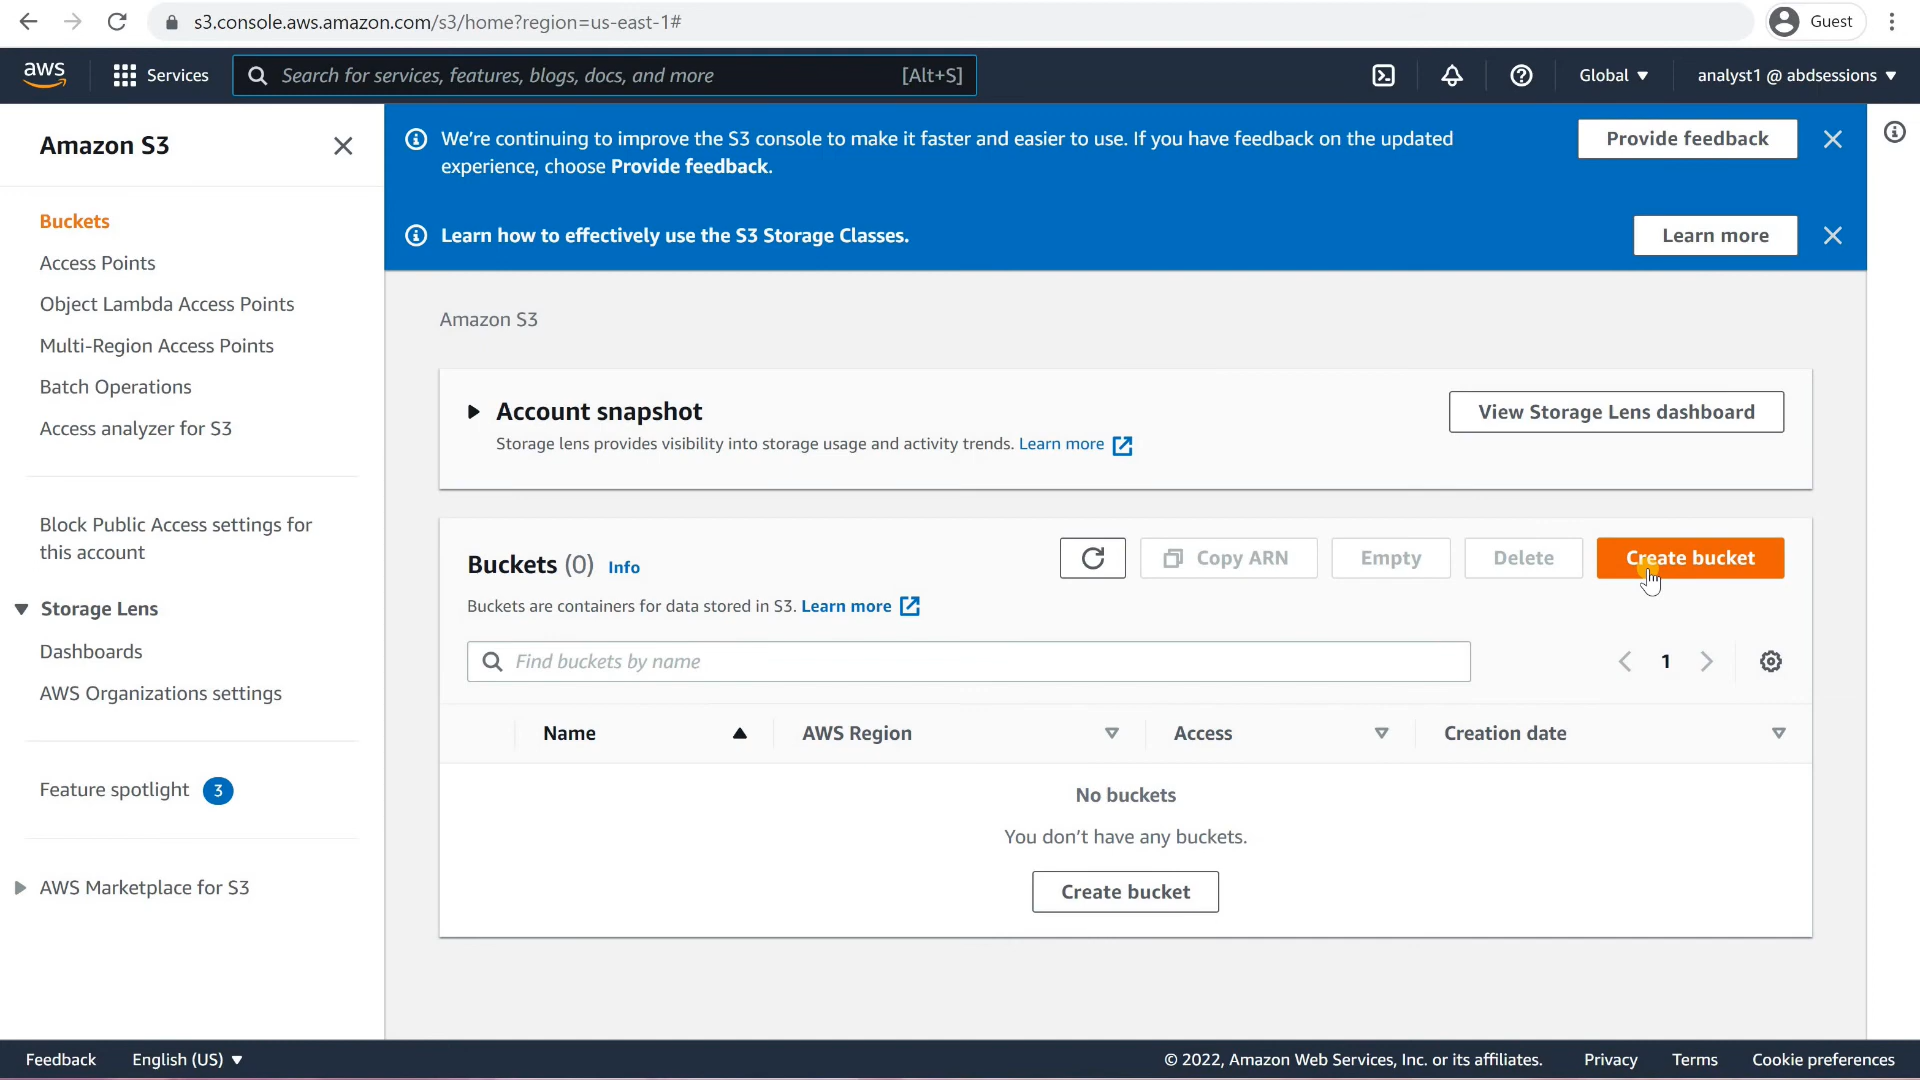 s3.console.aws.amazon.com/s3/home?region=us-east-1#
Guest
aws
Services
Search for services, features, blogs, docs, and more
[Alt+S]
Global
analyst1 @ abdsessions
Amazon S3
Buckets
Access Points
Object Lambda Access Points
Multi-Region Access Points
Batch Operations
Access analyzer for S3
Block Public Access settings for
this account
Storage Lens
Dashboards
AWS Organizations settings
Feature spotlight 3
AWS Marketplace for S3
We're continuing to improve the S3 console to make it faster and easier to use. If you have feedback on the updated
experience, choose Provide feedback.
Provide feedback
Learn how to effectively use the S3 Storage Classes.
Learn more
Amazon S3
Account snapshot
Storage lens provides visibility into storage usage and activity trends. Learn more
View Storage Lens dashboard
Buckets (0) Info
Copy ARN
Empty
Delete
Create bucket
Buckets are containers for data stored in S3. Learn more
Find buckets by name
1
Name
AWS Region
Access
Creation date
No buckets
You don't have any buckets.
Create bucket
Feedback
English (US)
© 2022, Amazon Web Services, Inc. or its affiliates.
Privacy
Terms
Cookie preferences